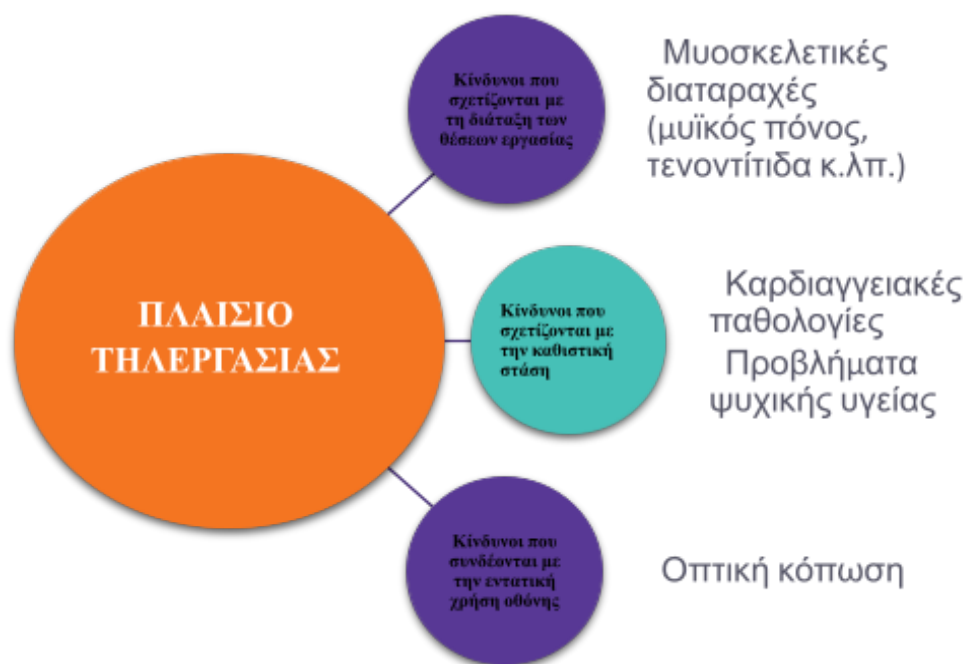 ΠΛΑΙΣΙΟ
ΤΗΛΕΡΓΑΣΙΑΣ
Κίνδυνοι που
σχετίζονται με
τη διάταξη των
θέσεων εργασίας
Μυοσκελετικές
διαταραχές
(μυϊκός πόνος,
τενοντίτιδα κ.λπ.)
Κίνδυνοι που
σχετίζονται με
την καθιστική
στάση
Καρδιαγγειακές
παθολογίες
Προβλήματα
ψυχικής υγείας
Κίνδυνοι που
συνδέονται με
την εντατική
χρήση οθόνης
Οπτική κόπωση